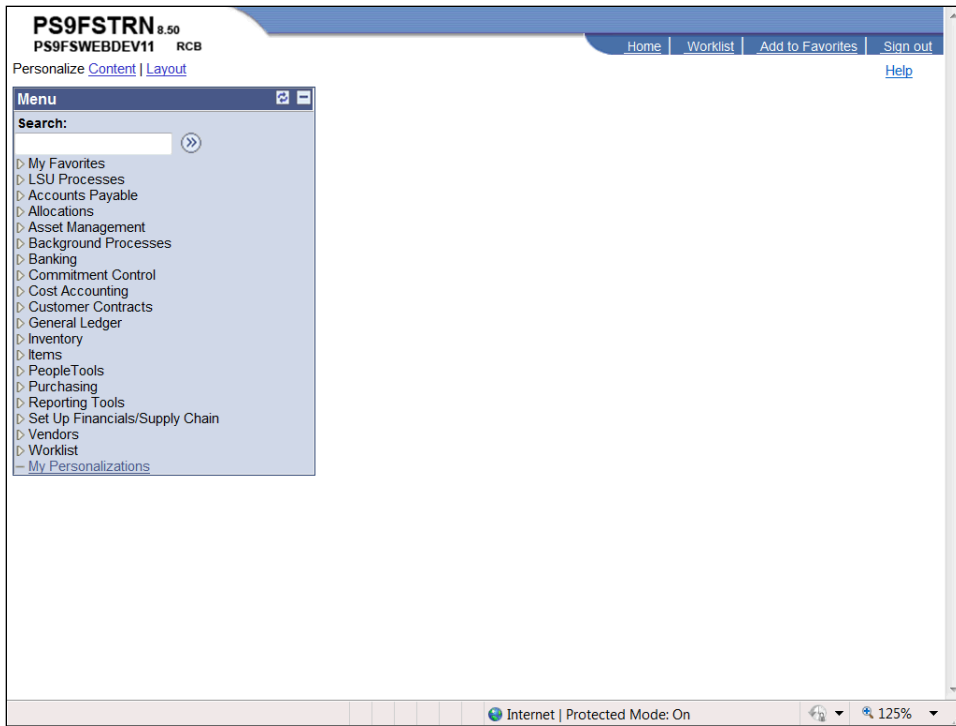 PS9FSTRN 8.50
PS9FSWEBDEV11 RCB
Home Worklist Add to Favorites Sign out
Personalize Content | Layout
Help
Menu
Search:
My Favorites
LSU Processes
Accounts Payable
Allocations
Asset Management
Background Processes
Banking
Commitment Control
Cost Accounting
Customer Contracts
General Ledger
Inventory
Items
PeopleTools
Purchasing
Reporting Tools
Set Up Financials/Supply Chain
Vendors
Worklist
My Personalizations
Internet | Protected Mode: On
125%